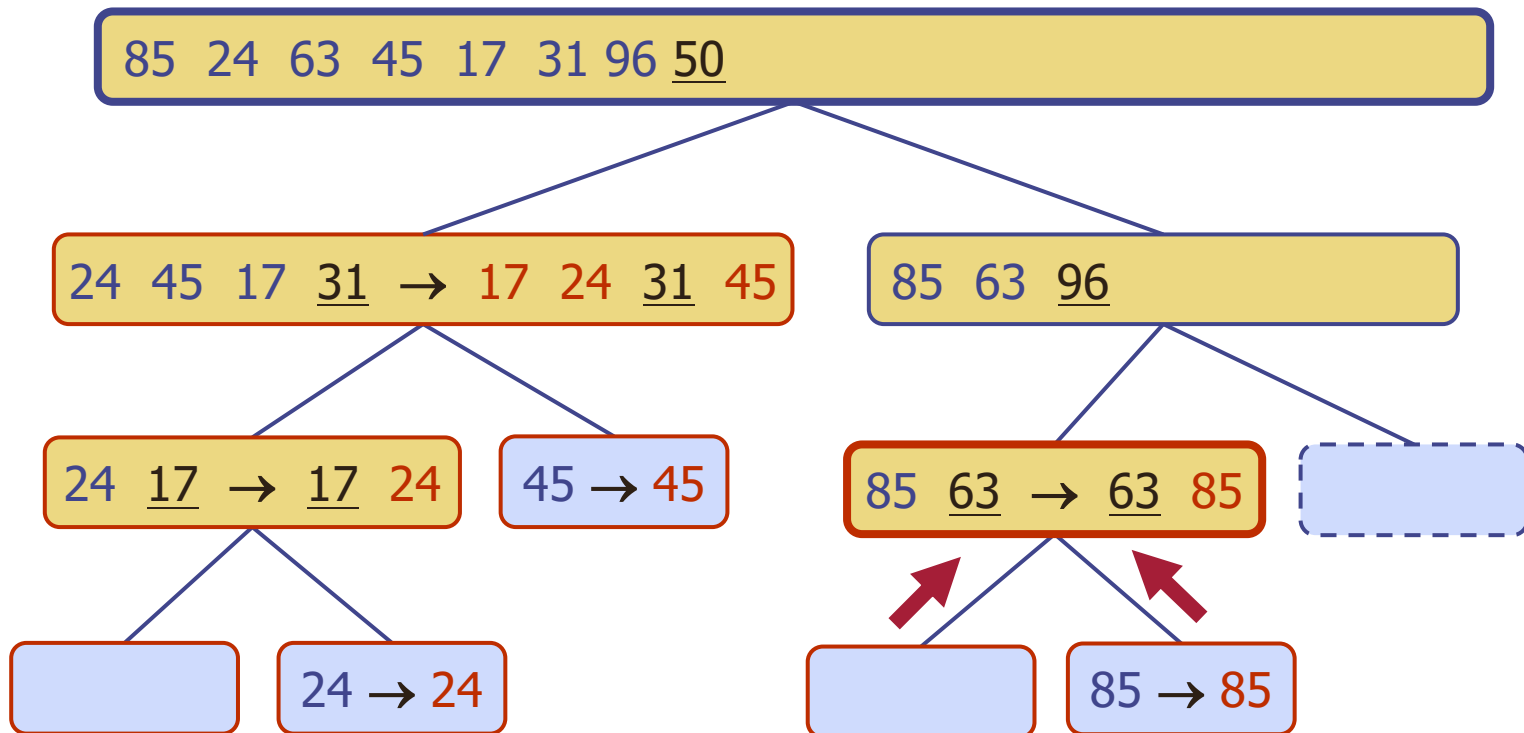 85 24 63 45 17 31 96 50
24 45 17 31 → 17 24 31 45
85 63 96
24 17 → 17 24
45 → 45
85 63 → 63 85
24 → 24
85 → 85